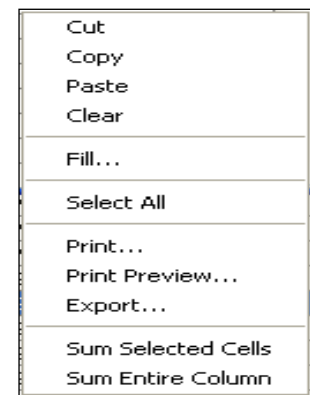 Cut
Copy
Paste
Clear
Fill...
Select All
Print...
Print Preview...
Export...
Sum Selected Cells
Sum Entire Column